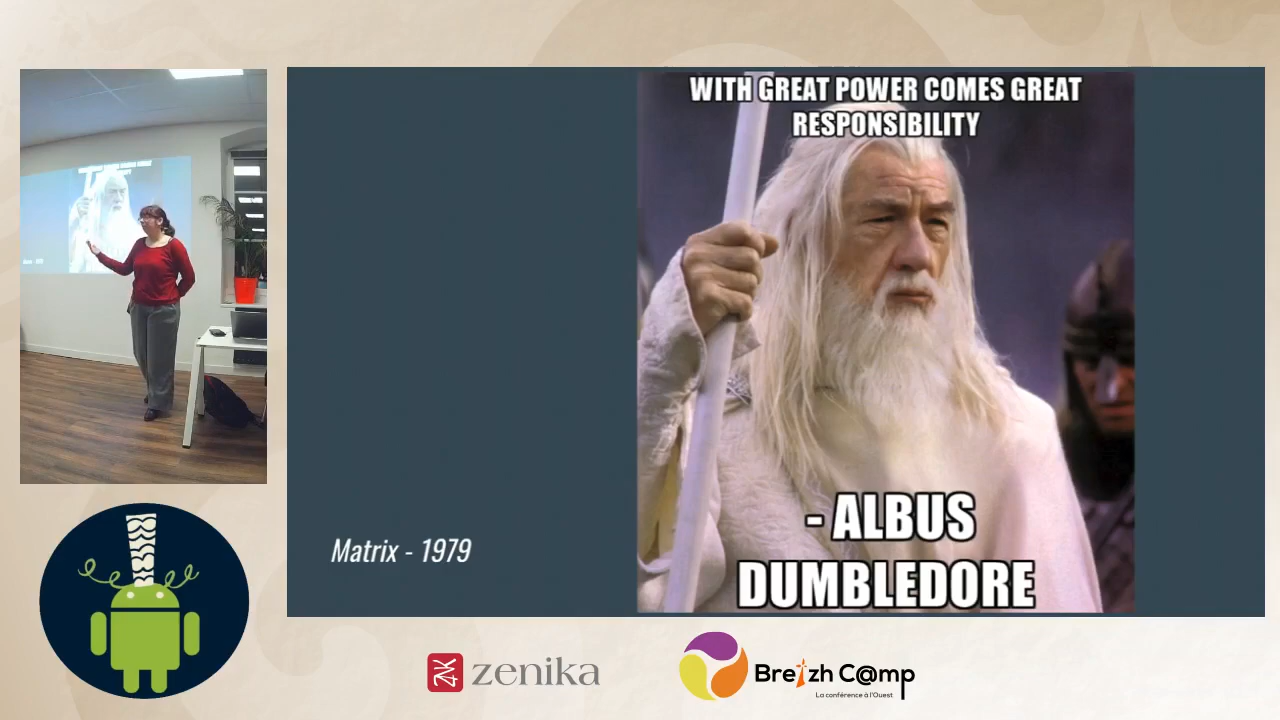 WITH GREAT POWER COMES GREAT
RESPONSIBILITY
- ALBUS
DUMBLEDORE
Matrix - 1979
zenika
Breizh C@mp
La conférence à l'Ouest